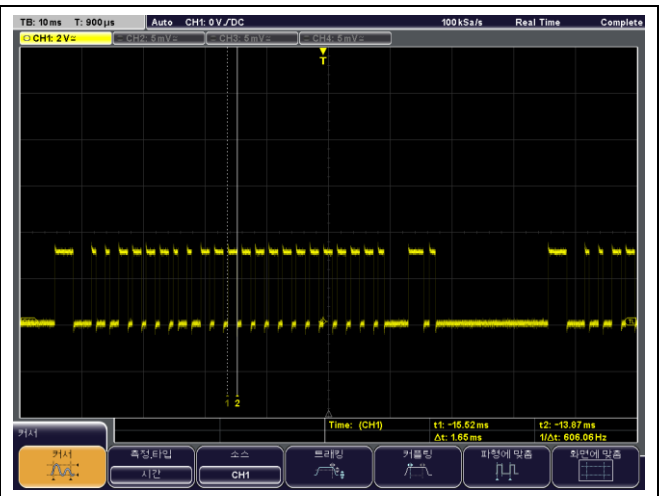 TB: 10 ms T: 900 µs Auto CH1: 0 V DC 100 kSa/s Real Time Complete
CH1: 2 V CH2: 5 mV CH3: 5 mV CH4: 5 mV
T
1 2
Time: (CH1) t1: -15.52 ms t2: -13.87 ms
Δt: 1.65 ms 1/Δt: 606.06 Hz
커서
커서 측정.타입 소스 트래킹 커플링 파형에 맞춤 화면에 맞춤
시간 CH1